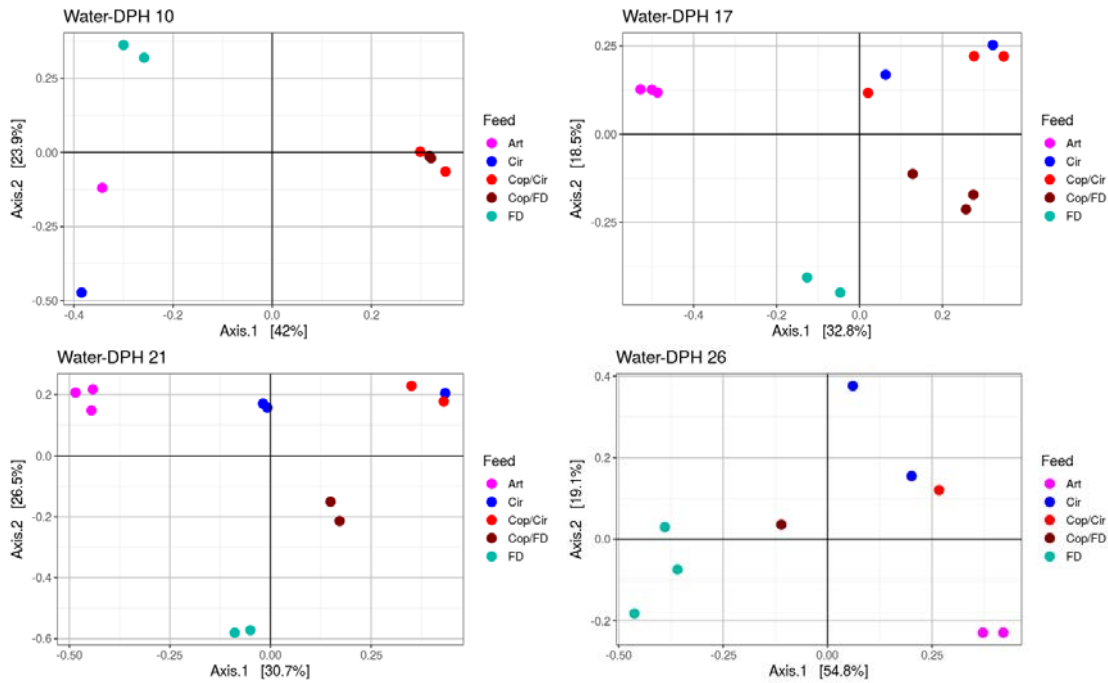 Water-DPH 10
0.25
0.00
-0.25
-0.50
Axis.2 [23.9%]
-0.4
-0.2
0.0
0.2
Axis.1 [42%]
Feed
Art
Cir
Cop/Cir
Cop/FD
FD
Water-DPH 17
0.25
0.00
-0.25
Axis.2 [18.5%]
-0.4
-0.2
0.0
0.2
Axis.1 [32.8%]
Feed
Art
Cir
Cop/Cir
Cop/FD
FD
Water-DPH 21
0.2
0.0
-0.2
-0.4
-0.6
Axis.2 [26.5%]
-0.50
-0.25
0.00
0.25
Axis.1 [30.7%]
Feed
Art
Cir
Cop/Cir
Cop/FD
FD
Water-DPH 26
0.4
0.2
0.0
-0.2
Axis.2 [19.1%]
-0.50
-0.25
0.00
0.25
Axis.1 [54.8%]
Feed
Art
Cir
Cop/Cir
Cop/FD
FD